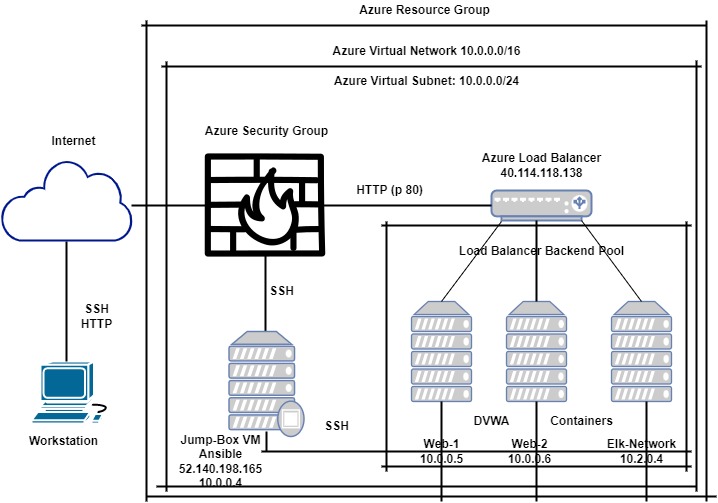 Azure Resource Group
Azure Virtual Network 10.0.0.0/16
Azure Virtual Subnet: 10.0.0.0/24
Internet
Azure Security Group
Azure Load Balancer
40.114.118.138
HTTP (p 80)
Load Balancer Backend Pool
SSH
SSH
HTTP
SSH
DVWA
Containers
Workstation
Jump-Box VM
Ansible
52.140.198.165
10.0.0.4
Web-1
10.0.0.5
Web-2
10.0.0.6
Elk-Network
10.2.0.4